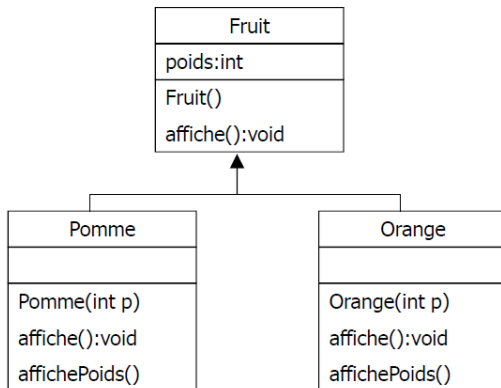 Fruit
poids:int
Fruit()
affiche():void
Pomme
Pomme(int p)
affiche():void
affichePoids()
Orange
Orange(int p)
affiche():void
affichePoids()